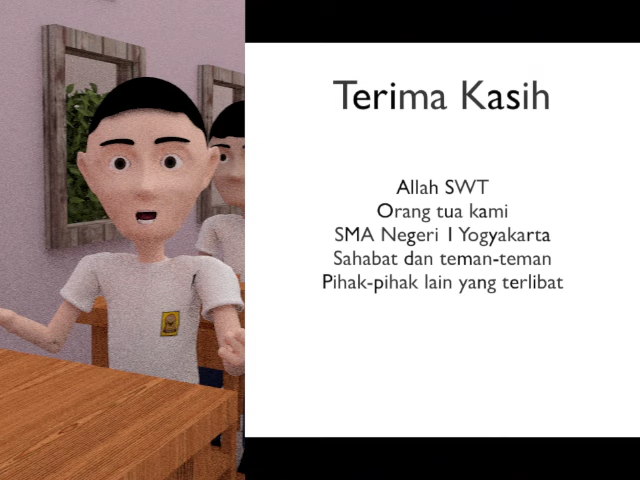 Terima Kasih
Allah SWT
Orang tua kami
SMA Negeri 1 Yogyakarta
Sahabat dan teman-teman
Pihak-pihak lain yang terlibat